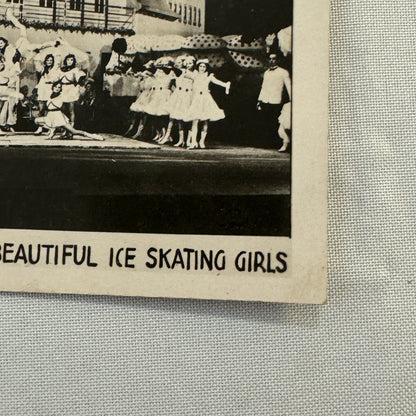 BEAUTIFUL ICE SKATING GIRLS